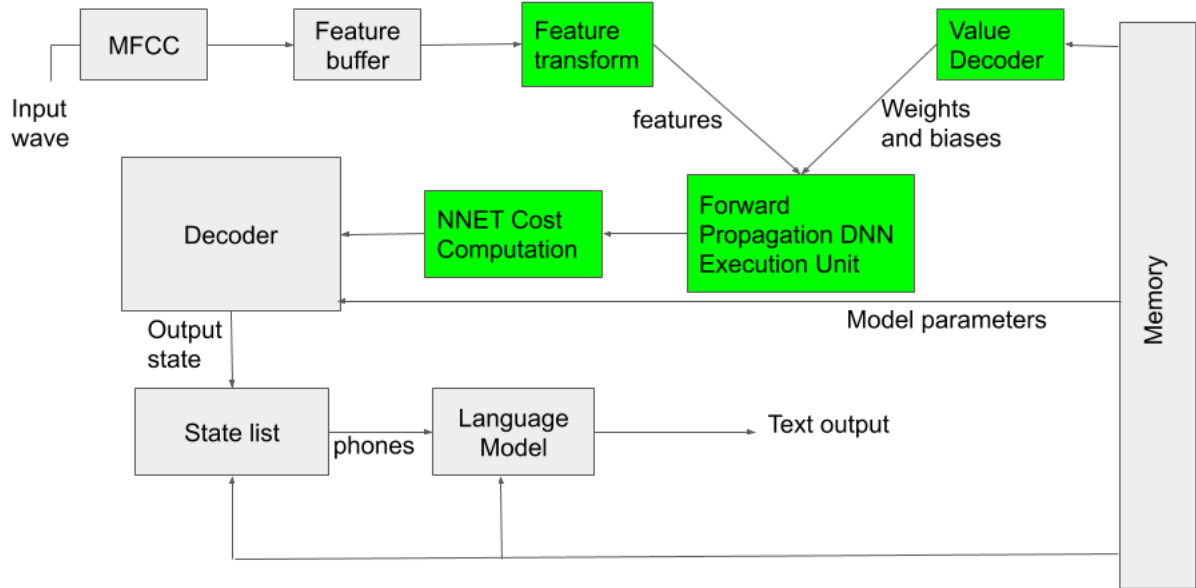 MFCC
Feature
buffer
Feature
transform
Value
Decoder
Input
wave
features
Weights
and biases
Decoder
NNET Cost
Computation
Forward
Propagation DNN
Execution Unit
Memory
Model parameters
Output
state
State list
phones
Language
Model
Text output